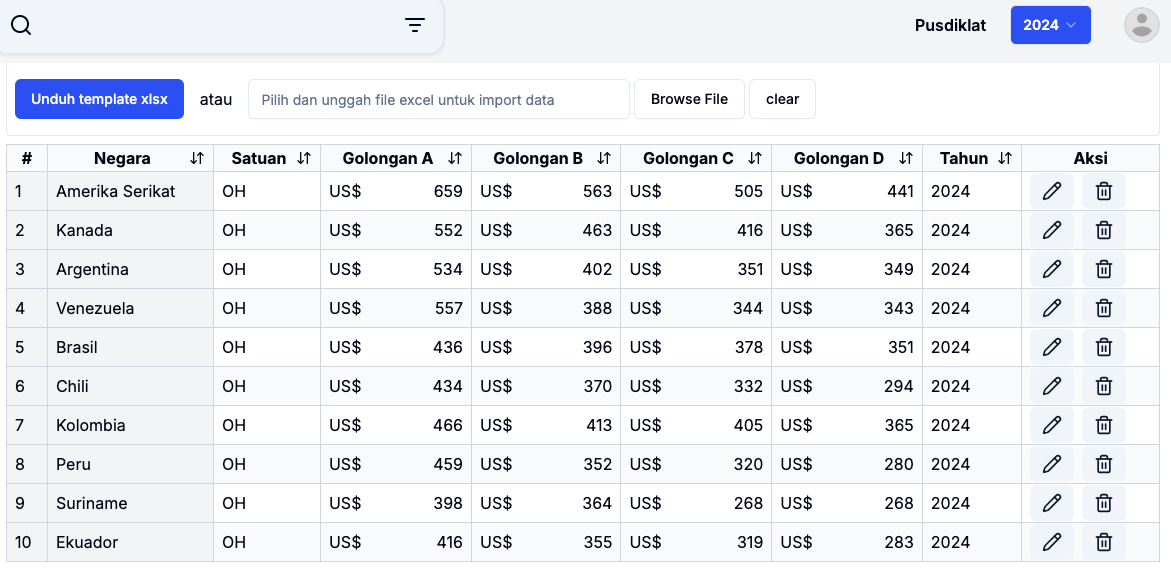 Pusdiklat 2024
Unduh template xlsx atau Pilih dan unggah file excel untuk import data Browse File clear
# Negara Satuan Golongan A Golongan B Golongan C Golongan D Tahun Aksi
1 Amerika Serikat OH US$ 659 US$ 563 US$ 505 US$ 441 2024
2 Kanada OH US$ 552 US$ 463 US$ 416 US$ 365 2024
3 Argentina OH US$ 534 US$ 402 US$ 351 US$ 349 2024
4 Venezuela OH US$ 557 US$ 388 US$ 344 US$ 343 2024
5 Brasil OH US$ 436 US$ 396 US$ 378 US$ 351 2024
6 Chili OH US$ 434 US$ 370 US$ 332 US$ 294 2024
7 Kolombia OH US$ 466 US$ 413 US$ 405 US$ 365 2024
8 Peru OH US$ 459 US$ 352 US$ 320 US$ 280 2024
9 Suriname OH US$ 398 US$ 364 US$ 268 US$ 268 2024
10 Ekuador OH US$ 416 US$ 355 US$ 319 US$ 283 2024